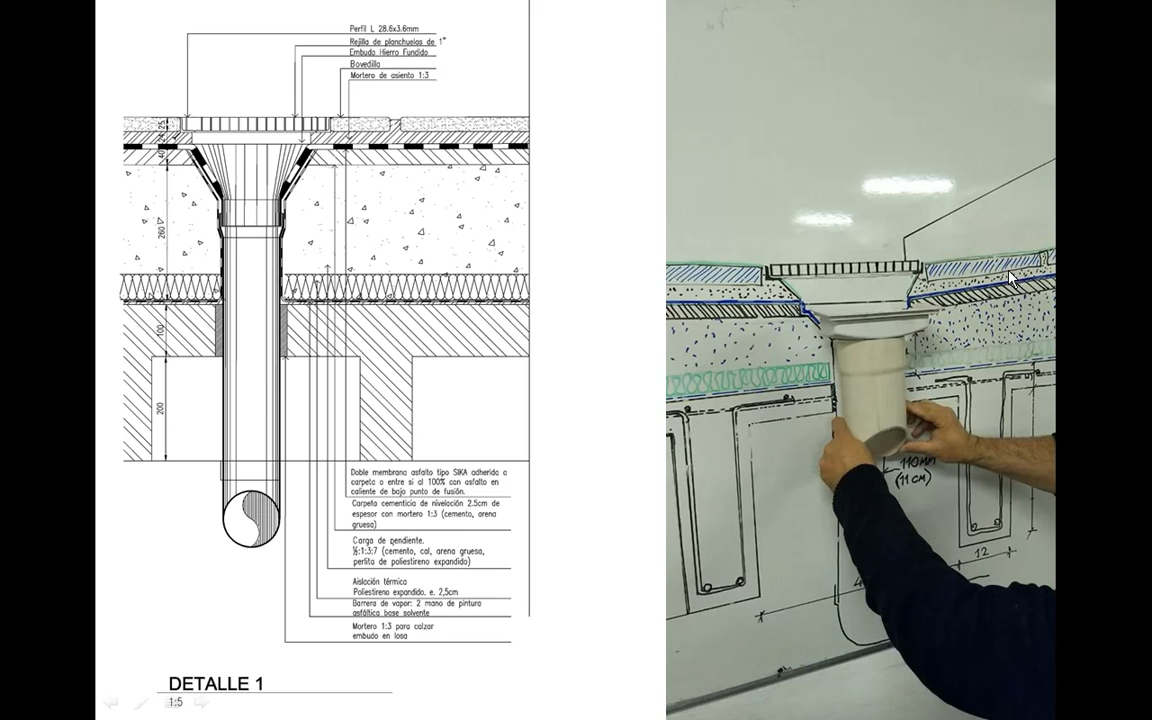 Perfil L 28.6x3.6mm
Rejilla de planchuelas de 1"
Embudo Hierro Fundido
Bovedilla
Mortero de asiento 1:3
25
24
40
260
100
200
Doble membrana asfalto tipo SIKA adherida a
carpeta o entre si al 100% con asfalto en
caliente de bajo punto de fusión.
Carpeta cementicia de nivelación 2.5cm de
espesor con mortero 1:3 (cemento, arena
gruesa)
Carga de pendiente.
½:1:3:7 (cemento, cal, arena gruesa,
perlita de poliestireno expandido)
Aislación térmica
Poliestireno expandido. e. 2,5cm
Barrera de vapor: 2 mano de pintura
asfáltica base solvente
Mortero 1:3 para calzar
embudo en losa
DETALLE 1
1:5
110MM
(11 CM)
12
4